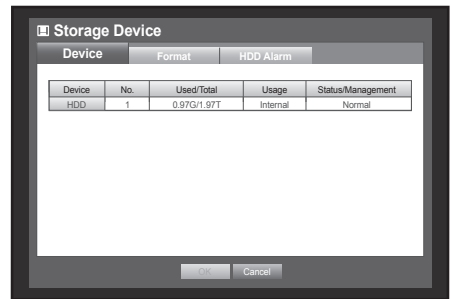 Storage Device
Device Format HDD Alarm
Device No. Used/Total Usage Status/Management
HDD 1 0.97G/1.97T Internal Normal
OK Cancel